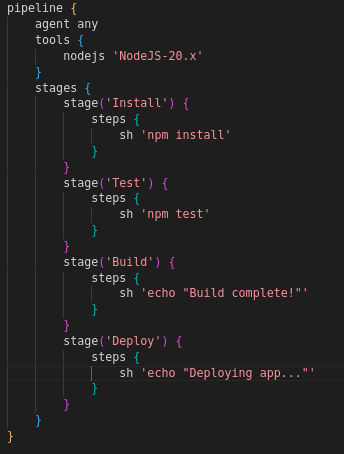 pipeline {
    agent any
    tools {
        nodejs 'NodeJS-20.x'
    }
    stages {
        stage('Install') {
            steps {
                sh 'npm install'
            }
        }
        stage('Test') {
            steps {
                sh 'npm test'
            }
        }
        stage('Build') {
            steps {
                sh 'echo "Build complete!"'
            }
        }
        stage('Deploy') {
            steps {
                sh 'echo "Deploying app..."'
            }
        }
    }
}